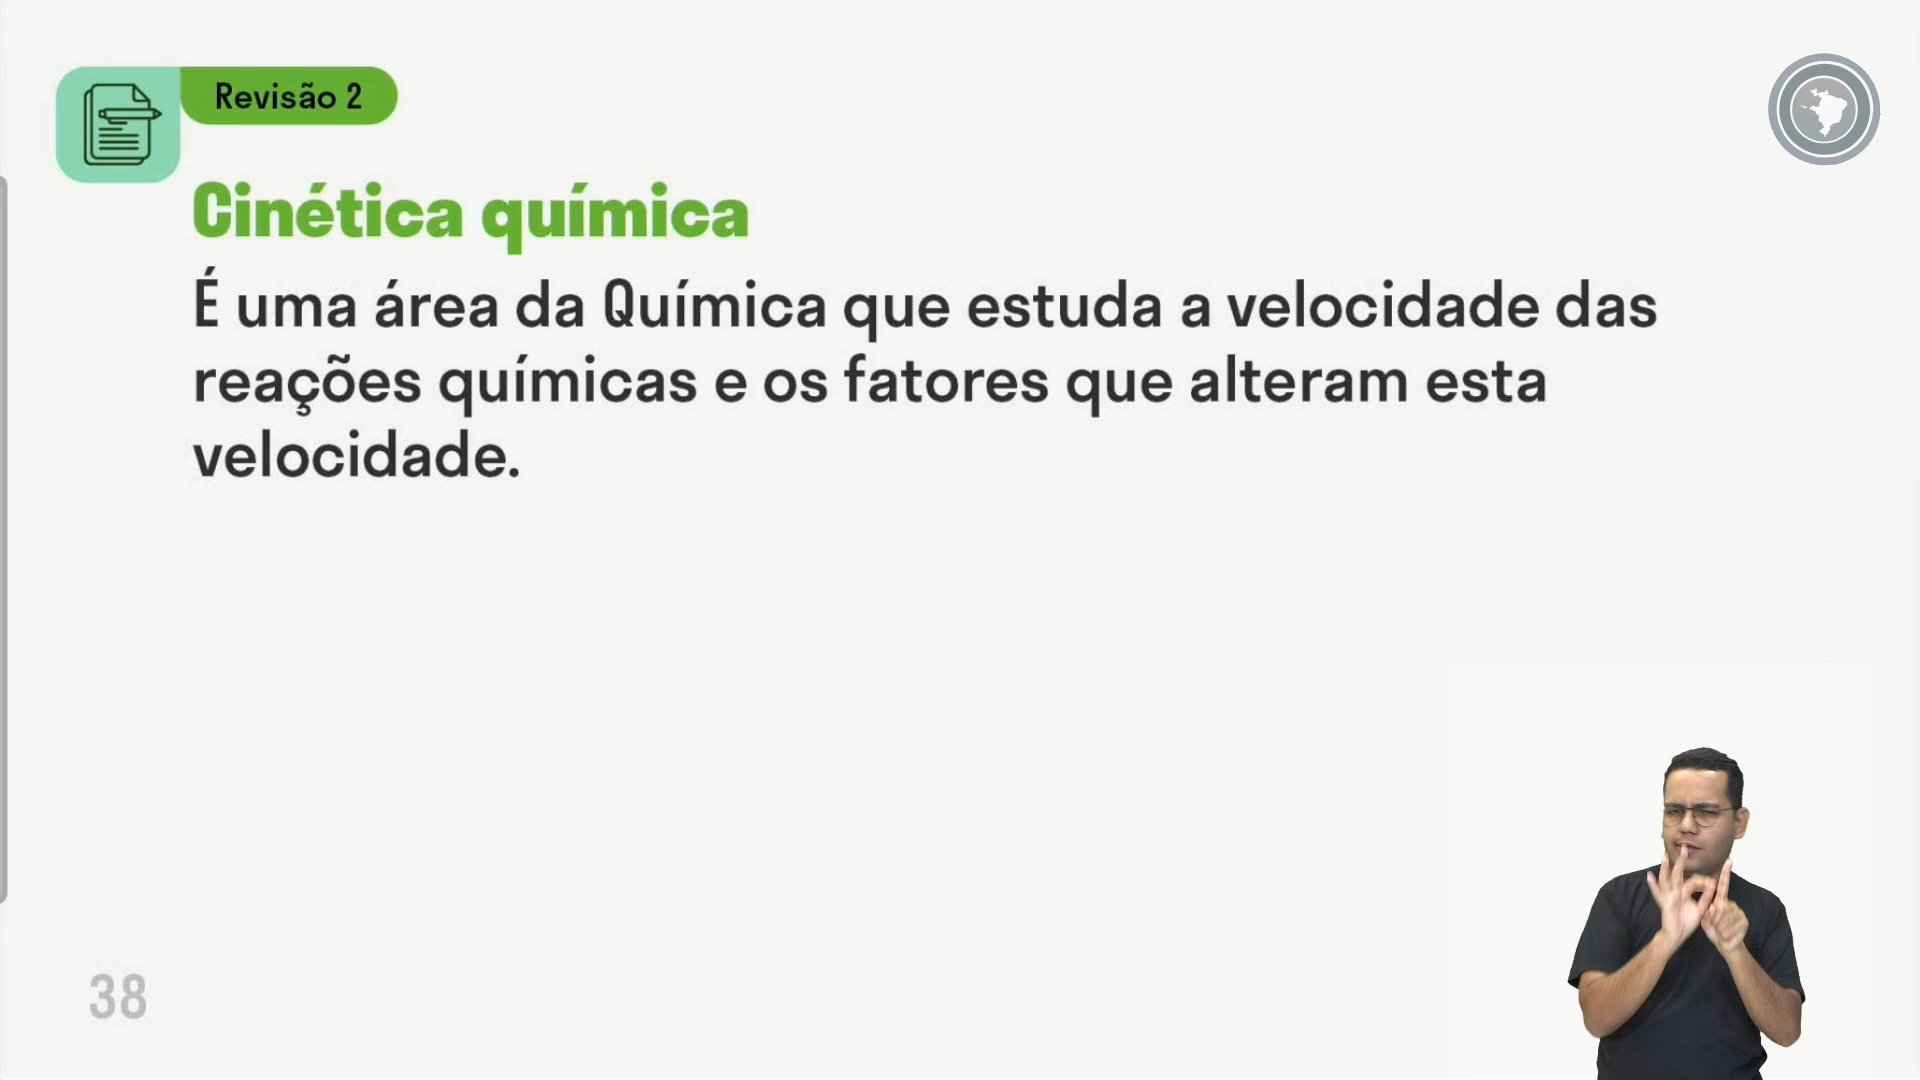 Revisão 2
Cinética química
É uma área da Química que estuda a velocidade das
reações químicas e os fatores que alteram esta
velocidade.
38